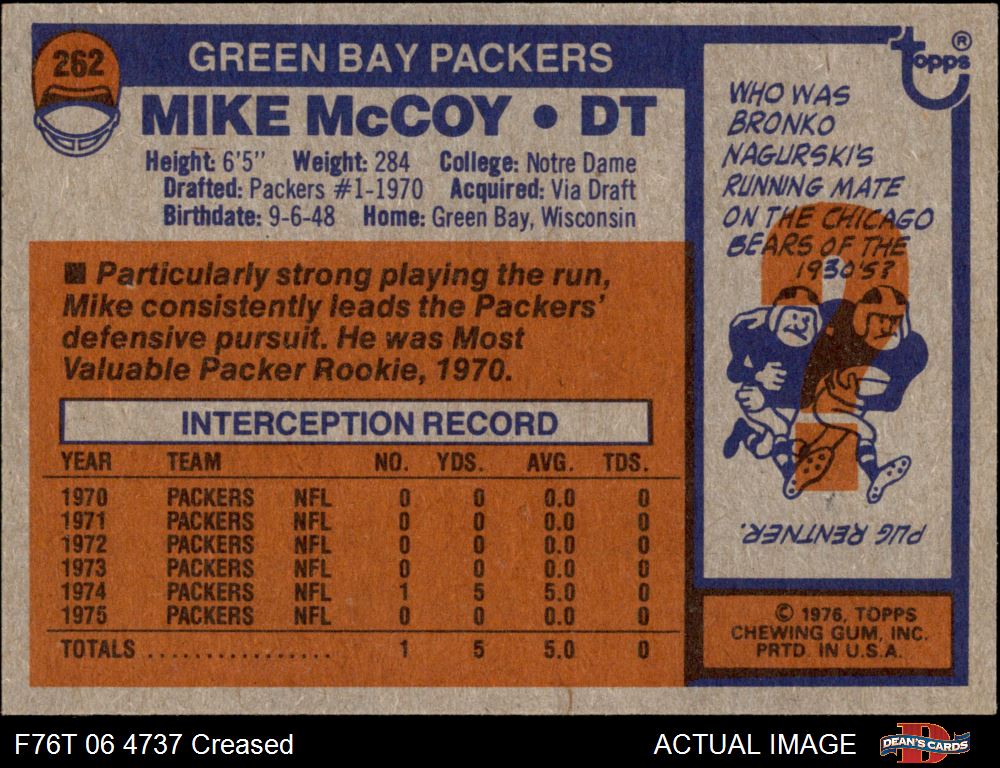 262
GREEN BAY PACKERS
MIKE McCOY • DT
Height: 6'5" Weight: 284 College: Notre Dame
Drafted: Packers #1-1970 Acquired: Via Draft
Birthdate: 9-6-48 Home: Green Bay, Wisconsin
■ Particularly strong playing the run,
Mike consistently leads the Packers'
defensive pursuit. He was Most
Valuable Packer Rookie, 1970.
INTERCEPTION RECORD
YEAR TEAM NO. YDS. AVG. TDS.
1970 PACKERS NFL 0 0 0.0 0
1971 PACKERS NFL 0 0 0.0 0
1972 PACKERS NFL 0 0 0.0 0
1973 PACKERS NFL 0 0 0.0 0
1974 PACKERS NFL 1 5 5.0 0
1975 PACKERS NFL 0 0 0.0 0
TOTALS ................. 1 5 5.0 0
Topps ®
WHO WAS
BRONKO
NAGURSKI'S
RUNNING MATE
ON THE CHICAGO
BEARS OF THE
1930'S?
?
PUG RENTNER.
© 1976, TOPPS
CHEWING GUM, INC.
PRTD. IN U.S.A.
F76T 06 4737 Creased
ACTUAL IMAGE
DEAN'S CARDS